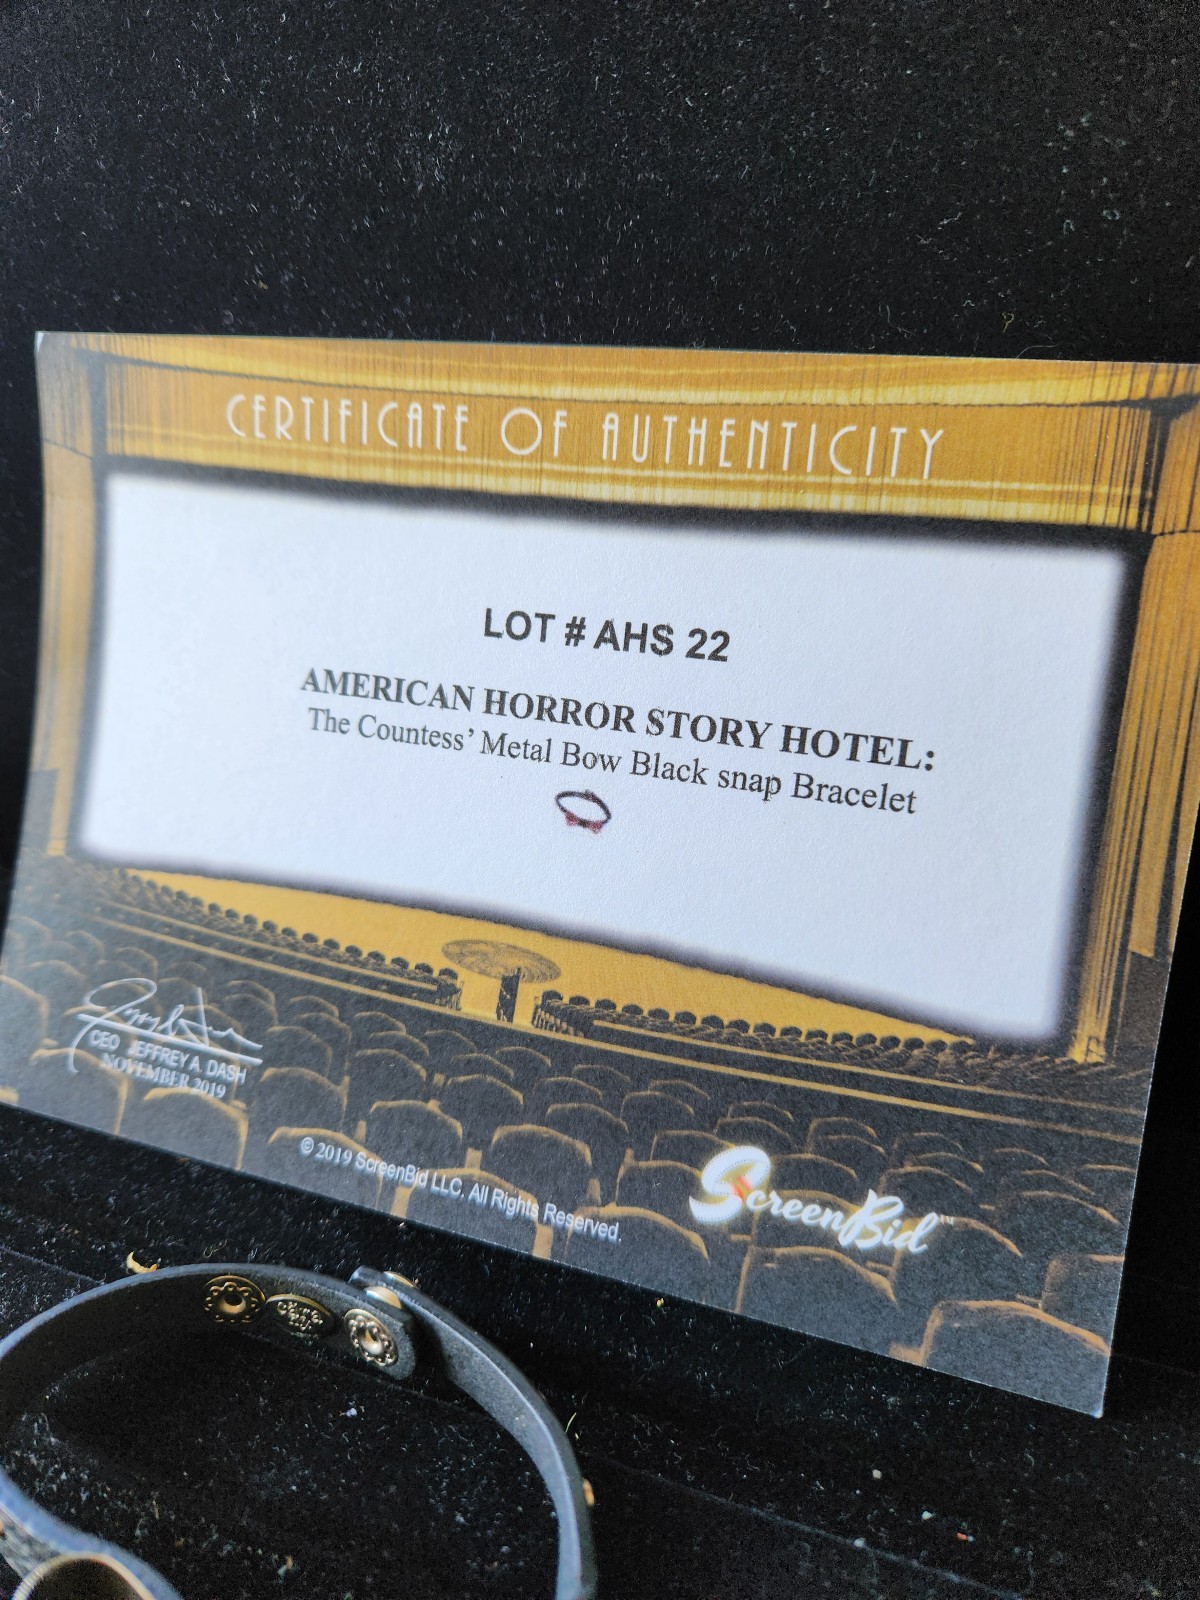 CERTIFICATE OF AUTHENTICITY
LOT # AHS 22
AMERICAN HORROR STORY HOTEL:
The Countess’ Metal Bow Black snap Bracelet
CEO JEFFREY A. DASH
NOVEMBER 2019
© 2019 ScreenBid LLC. All Rights Reserved.
ScreenBid™